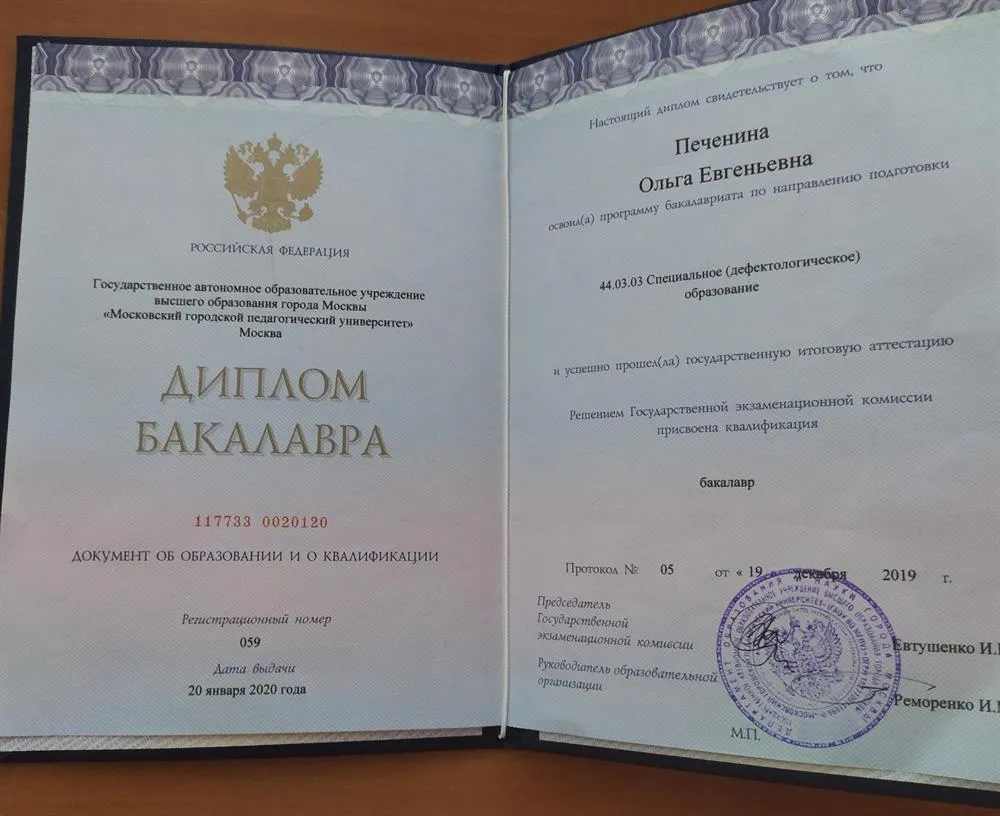 РОССИЙСКАЯ ФЕДЕРАЦИЯ
Государственное автономное образовательное учреждение
высшего образования города Москвы
«Московский городской педагогический университет»
Москва
ДИПЛОМ
БАКАЛАВРА
117733 0020120
ДОКУМЕНТ ОБ ОБРАЗОВАНИИ И О КВАЛИФИКАЦИИ
Регистрационный номер
059
Дата выдачи
20 января 2020 года
Настоящий диплом свидетельствует о том, что
Печенина
Ольга Евгеньевна
освоил(а) программу бакалавриата по направлению подготовки
44.03.03 Специальное (дефектологическое)
образование
и успешно прошел(ла) государственную итоговую аттестацию
Решением Государственной экзаменационной комиссии
присвоена квалификация
бакалавр
Протокол № 05 от « 19 декабря 2019 г.
Председатель
Государственной
экзаменационной комиссии
Евтушенко И.
Руководитель образовательной
организации
Реморенко И.
М.П.